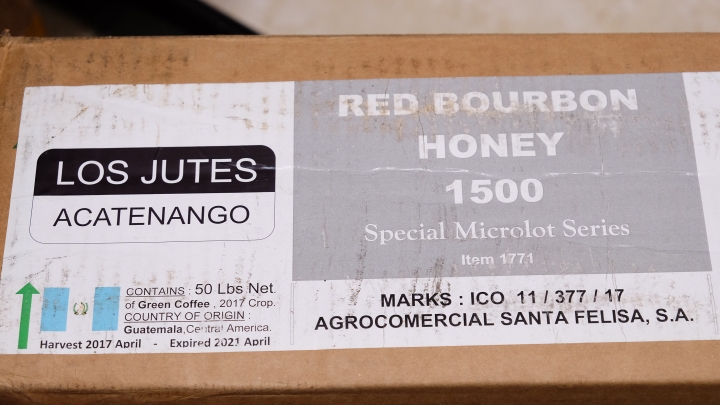 RED BOURBON
HONEY
1500
Special Microlot Series
Item 1771
LOS JUTES
ACATENANGO
CONTAINS : 50 Lbs Net.
of Green Coffee , 2017 Crop.
COUNTRY OF ORIGIN :
Guatemala,Central America.
Harvest 2017 April - Expired 2021 April
MARKS : ICO 11 / 377 / 17
AGROCOMERCIAL SANTA FELISA, S.A.